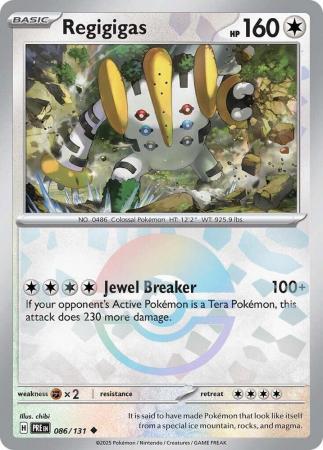 BASIC
Regigigas
HP 160
NO. 0486 Colossal Pokémon HT: 12'2" WT: 925.9 lbs.
Jewel Breaker 100+
If your opponent's Active Pokémon is a Tera Pokémon,
this attack does 230 more damage.
weakness ×2 resistance retreat
Illus. chibi
H PRE EN 086/131
It is said to have made Pokémon that look like itself
from a special ice mountain, rocks, and magma.
©2025 Pokémon / Nintendo / Creatures / GAME FREAK